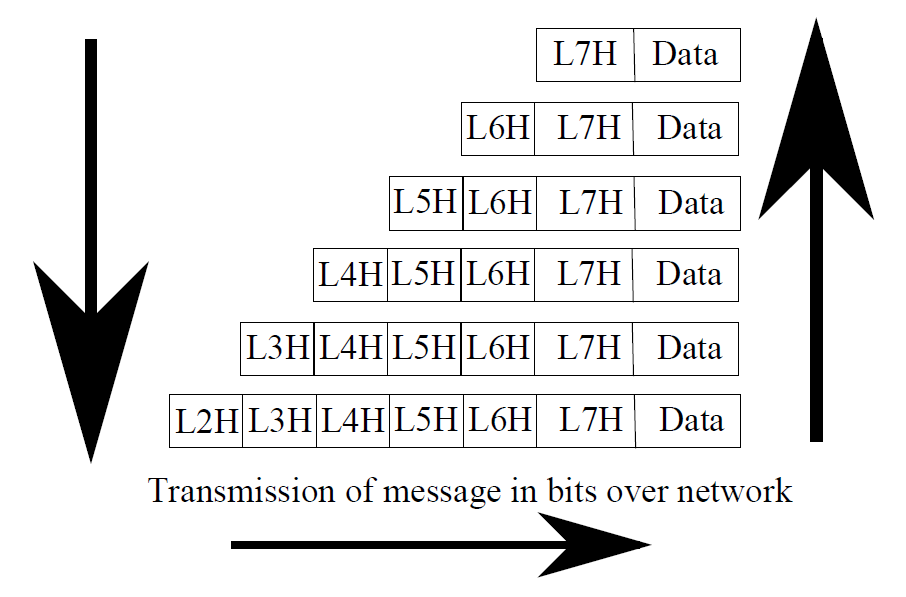 L7H Data
L6H L7H Data
L5H L6H L7H Data
L4H L5H L6H L7H Data
L3H L4H L5H L6H L7H Data
L2H L3H L4H L5H L6H L7H Data
Transmission of message in bits over network